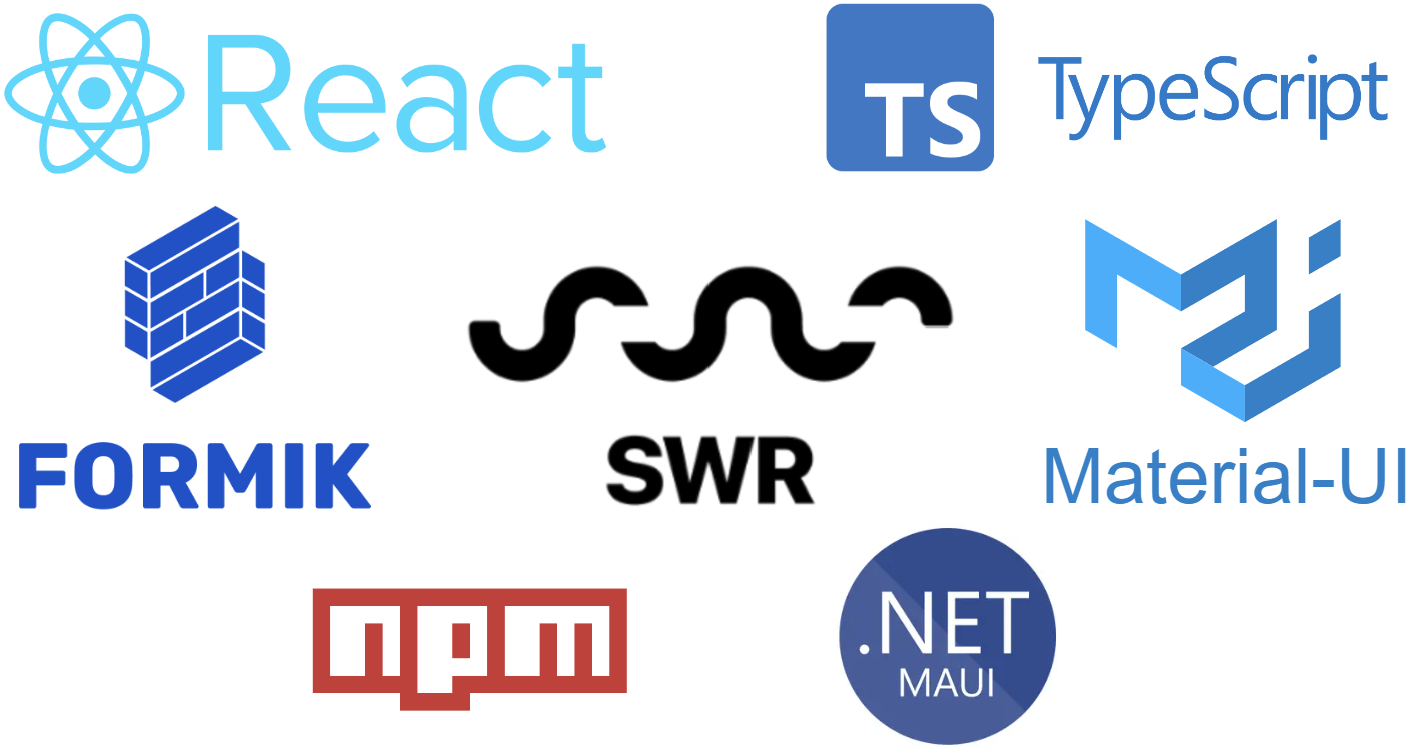 React
TS TypeScript
FORMIK
SWR
Material-UI
npm
.NET
MAUI